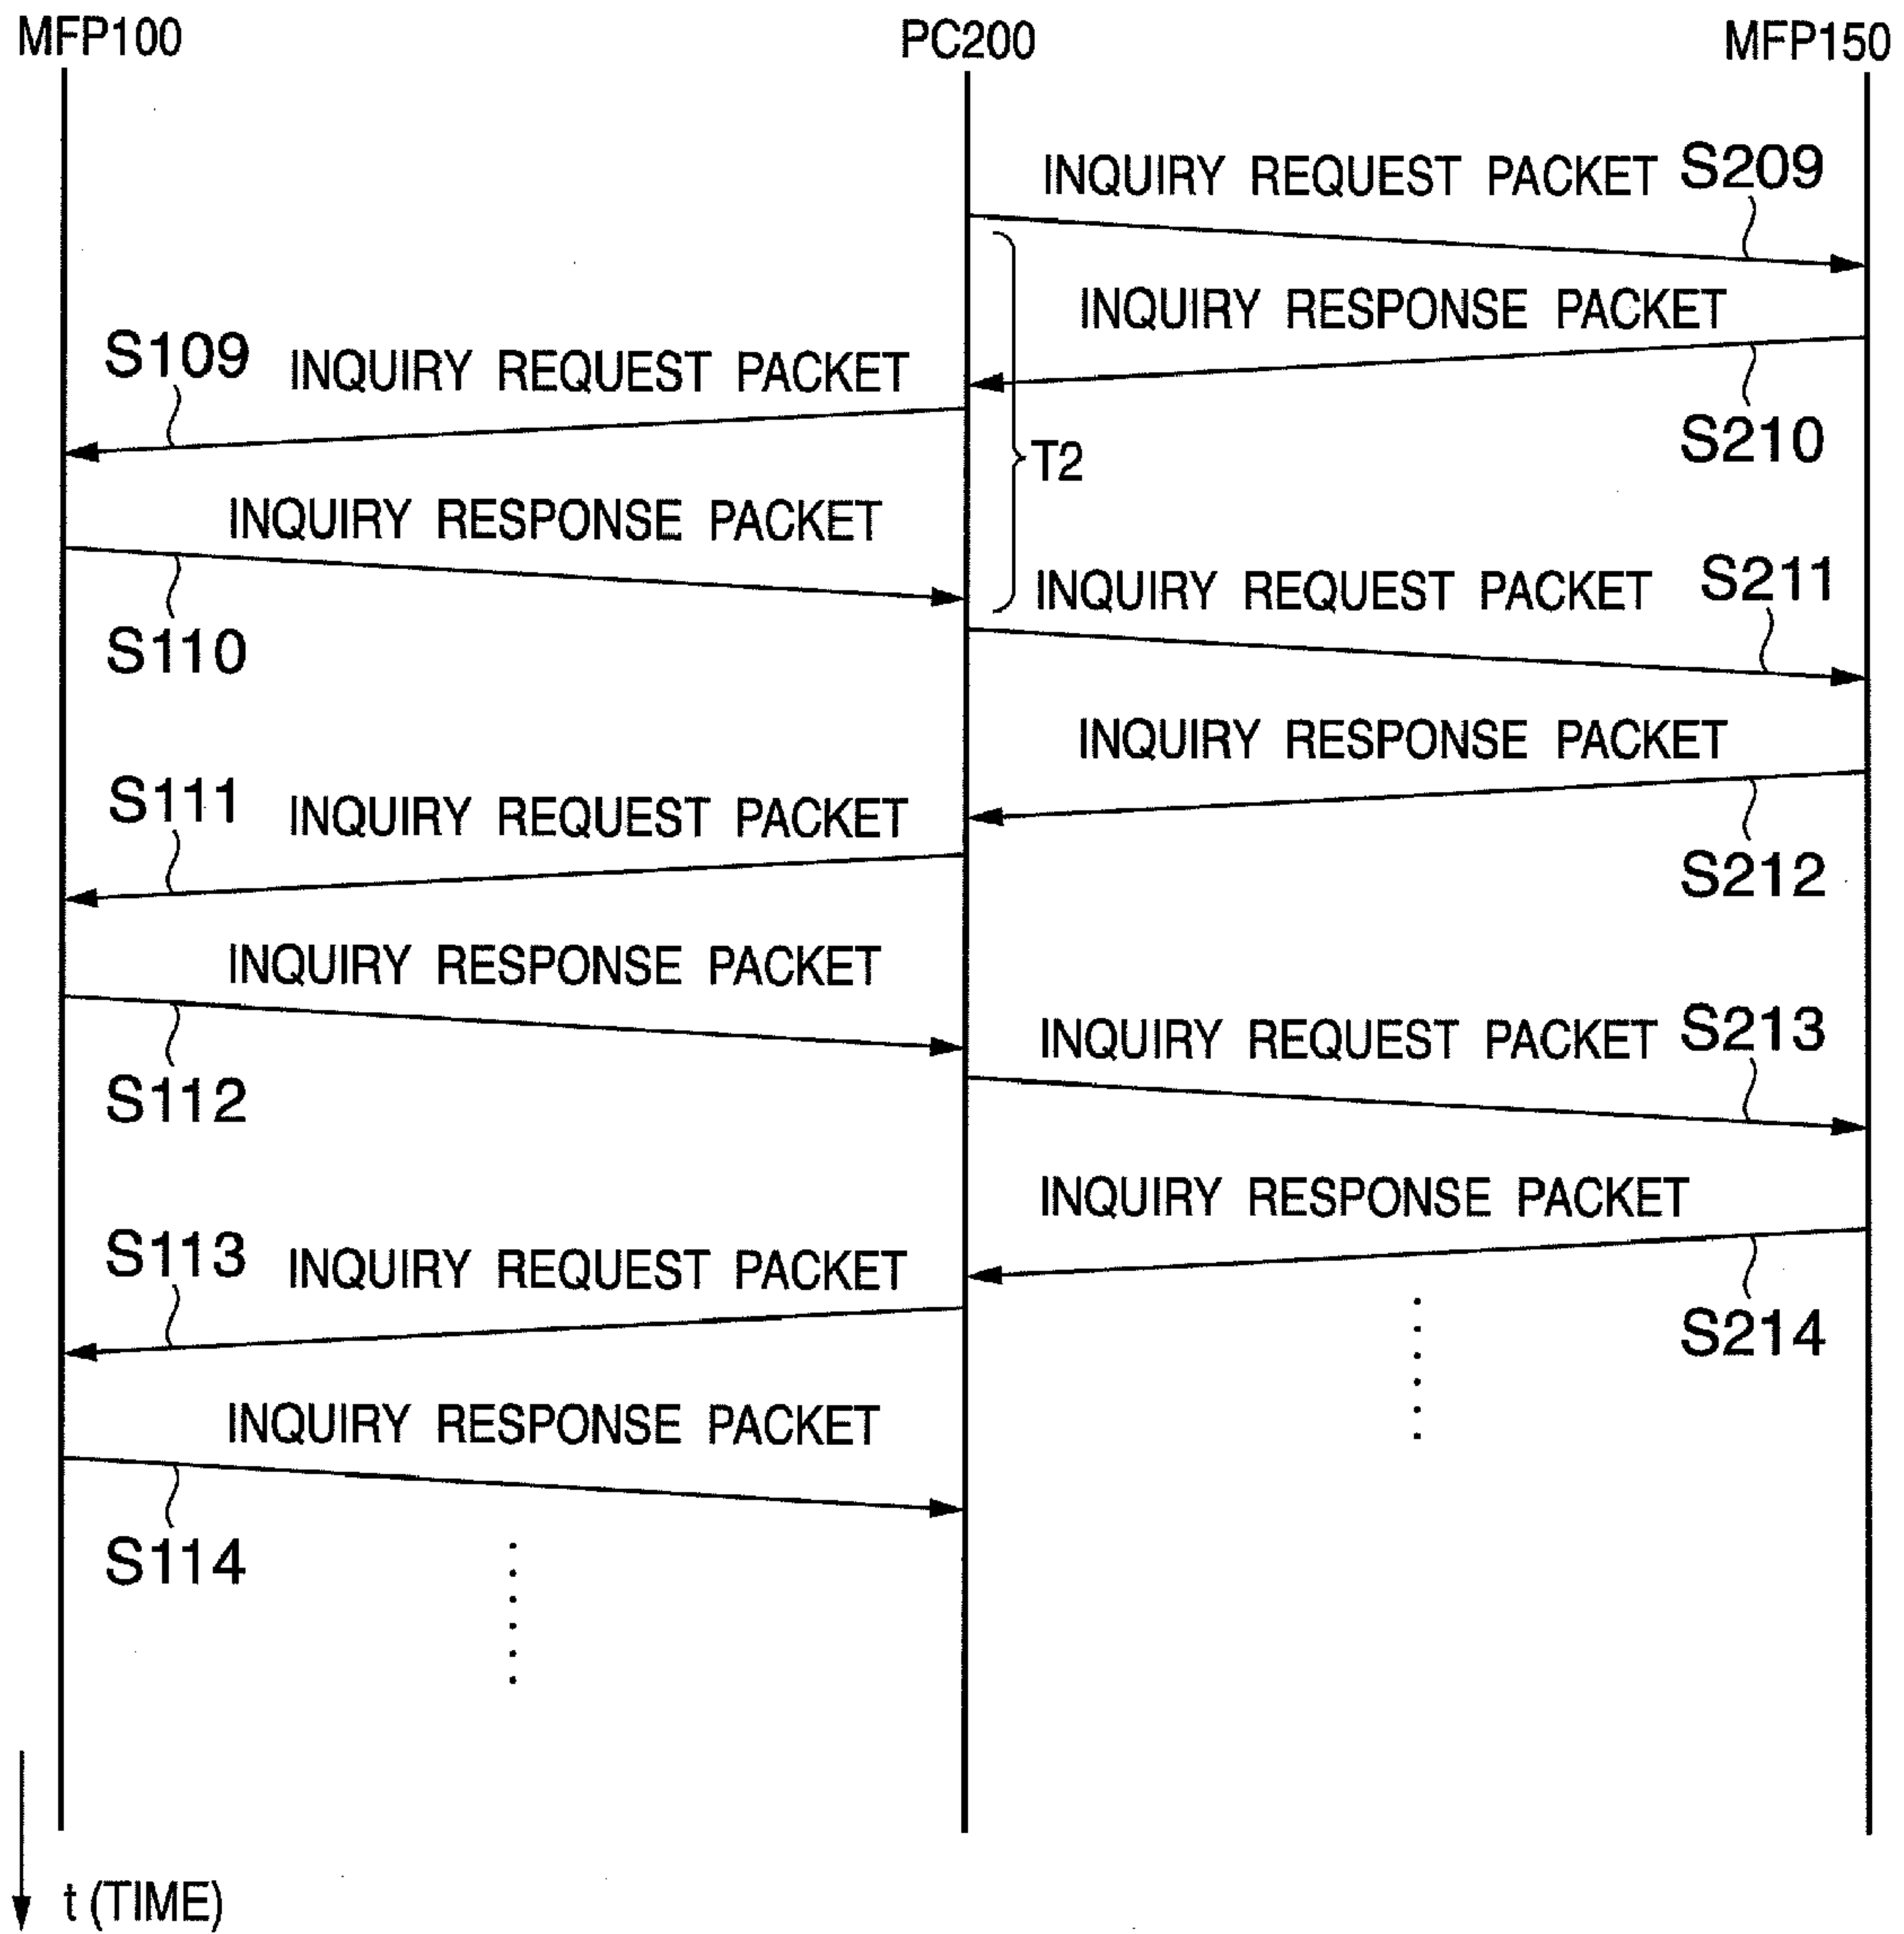 MFP100 PC200 MFP150
INQUIRY REQUEST PACKET S209
INQUIRY RESPONSE PACKET
S109 INQUIRY REQUEST PACKET
S210
T2
INQUIRY RESPONSE PACKET
INQUIRY REQUEST PACKET S211
S110
INQUIRY RESPONSE PACKET
S111 INQUIRY REQUEST PACKET
S212
INQUIRY RESPONSE PACKET
INQUIRY REQUEST PACKET S213
S112
INQUIRY RESPONSE PACKET
S113 INQUIRY REQUEST PACKET
S214
INQUIRY RESPONSE PACKET
S114
t (TIME)